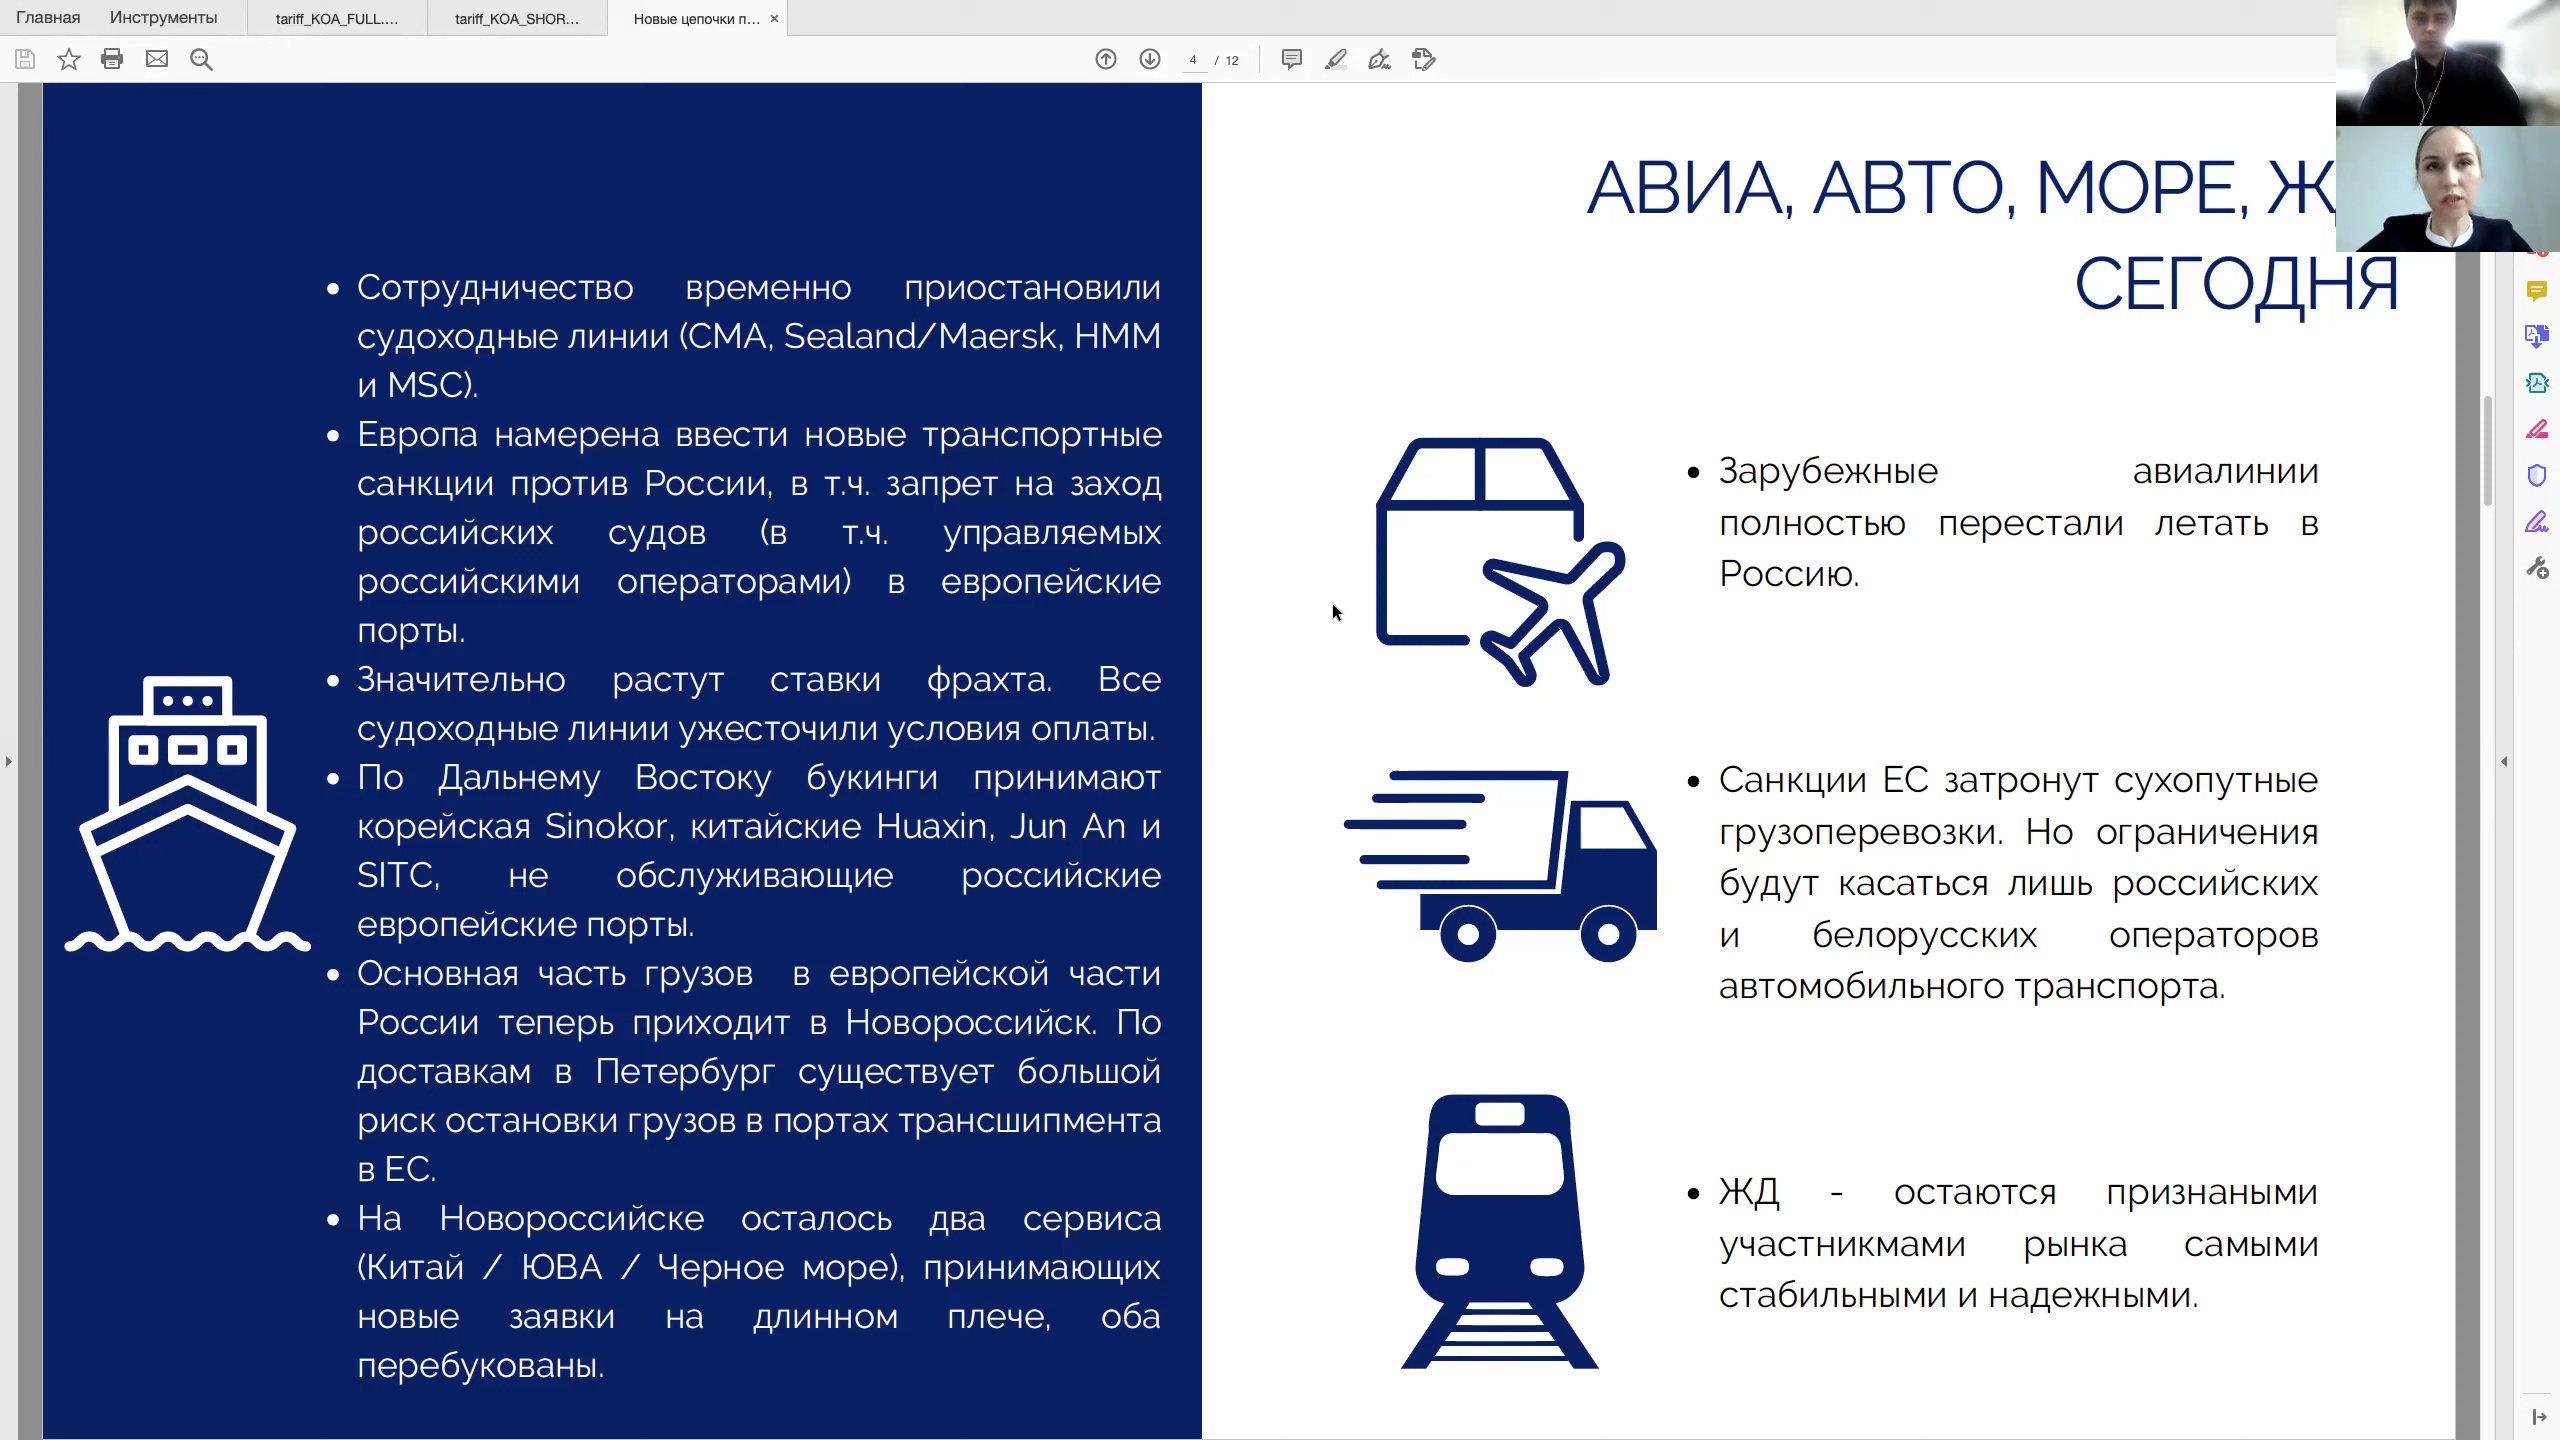 Главная Инструменты tariff_KOA_FULL.... tariff_KOA_SHOR... Новые цепочки п... ×
4 / 12
АВИА, АВТО, МОРЕ, Ж
СЕГОДНЯ
• Сотрудничество временно приостановили
судоходные линии (CMA, Sealand/Maersk, HMM
и MSC).
• Европа намерена ввести новые транспортные
санкции против России, в т.ч. запрет на заход
российских судов (в т.ч. управляемых
российскими операторами) в европейские
порты.
• Значительно растут ставки фрахта. Все
судоходные линии ужесточили условия оплаты.
• По Дальнему Востоку букинги принимают
корейская Sinokor, китайские Huaxin, Jun An и
SITC, не обслуживающие российские
европейские порты.
• Основная часть грузов в европейской части
России теперь приходит в Новороссийск. По
доставкам в Петербург существует большой
риск остановки грузов в портах трансшипмента
в ЕС.
• На Новороссийске осталось два сервиса
(Китай / ЮВА / Черное море), принимающих
новые заявки на длинном плече, оба
перебукованы.
• Зарубежные авиалинии
полностью перестали летать в
Россию.
• Санкции ЕС затронут сухопутные
грузоперевозки. Но ограничения
будут касаться лишь российских
и белорусских операторов
автомобильного транспорта.
• ЖД - остаются признаными
участникмами рынка самыми
стабильными и надежными.